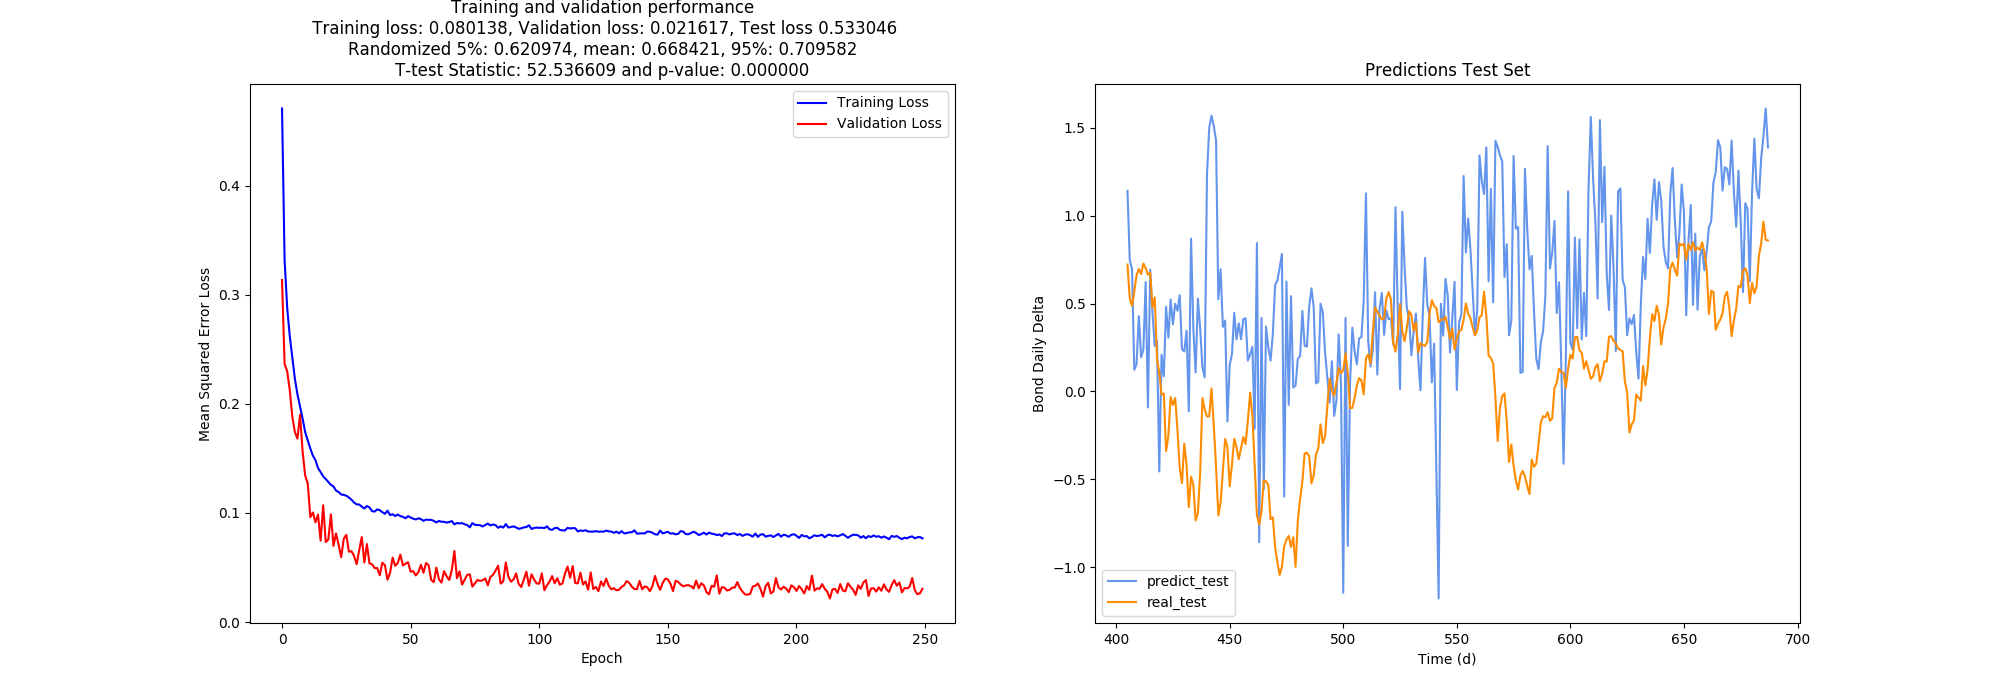 Training and validation performance
Training loss: 0.080138, Validation loss: 0.021617, Test loss 0.533046
Randomized 5%: 0.620974, mean: 0.668421, 95%: 0.709582
T-test Statistic: 52.536609 and p-value: 0.000000
Training Loss
Validation Loss
Mean Squared Error Loss
0.4
0.3
0.2
0.1
0.0
0 50 100 150 200 250
Epoch
Predictions Test Set
Bond Daily Delta
1.5
1.0
0.5
0.0
−0.5
−1.0
predict_test
real_test
400 450 500 550 600 650 700
Time (d)